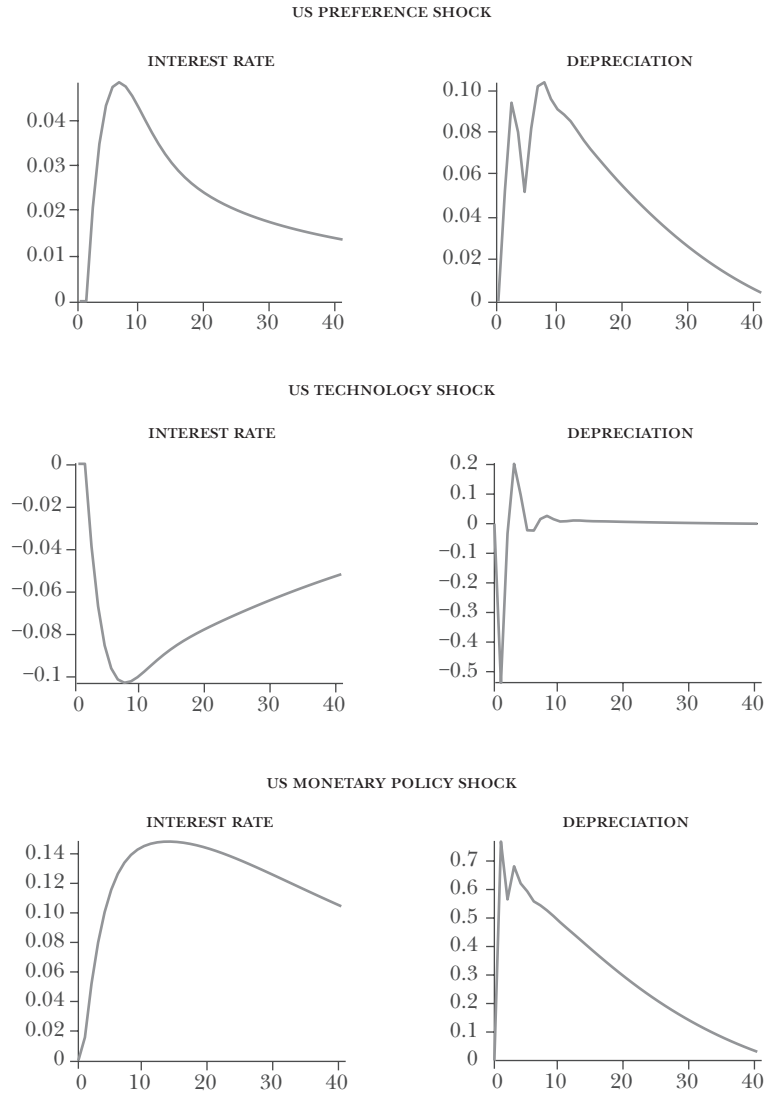 US PREFERENCE SHOCK
INTEREST RATE
DEPRECIATION
0.04
0.03
0.02
0.01
0
0 10 20 30 40
0.10
0.08
0.06
0.04
0.02
0
0 10 20 30 40
US TECHNOLOGY SHOCK
INTEREST RATE
DEPRECIATION
0
−0.02
−0.04
−0.06
−0.08
−0.1
0 10 20 30 40
0.2
0.1
0
−0.1
−0.2
−0.3
−0.4
−0.5
0 10 20 30 40
US MONETARY POLICY SHOCK
INTEREST RATE
DEPRECIATION
0.14
0.12
0.10
0.08
0.06
0.04
0.02
0
0 10 20 30 40
0.7
0.6
0.5
0.4
0.3
0.2
0.1
0
0 10 20 30 40